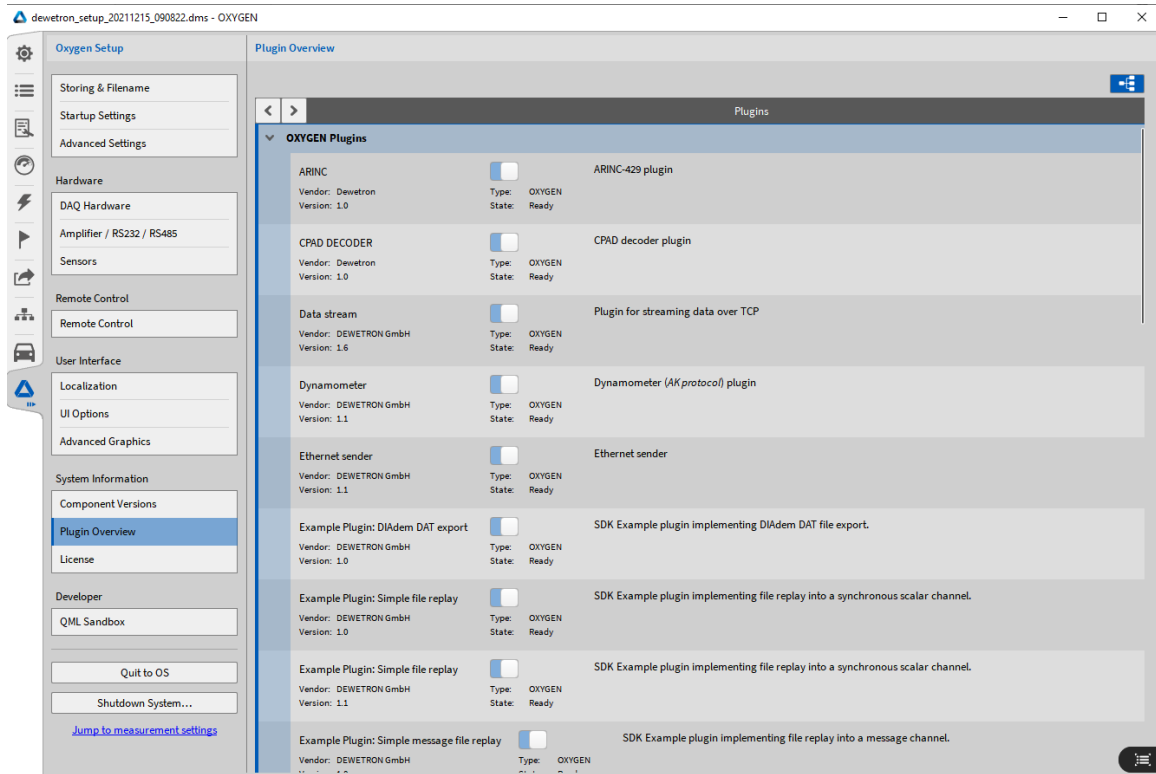 dewetron_setup_20211215_090822.dms - OXYGEN
Oxygen Setup
Storing & Filename
Startup Settings
Advanced Settings
Hardware
DAQ Hardware
Amplifier / RS232 / RS485
Sensors
Remote Control
Remote Control
User Interface
Localization
UI Options
Advanced Graphics
System Information
Component Versions
Plugin Overview
License
Developer
QML Sandbox
Quit to OS
Shutdown System...
Jump to measurement settings
Plugin Overview
Plugins
OXYGEN Plugins
ARINC ARINC-429 plugin
Vendor: Dewetron Type: OXYGEN
Version: 1.0 State: Ready
CPAD DECODER CPAD decoder plugin
Vendor: Dewetron Type: OXYGEN
Version: 1.0 State: Ready
Data stream Plugin for streaming data over TCP
Vendor: DEWETRON GmbH Type: OXYGEN
Version: 1.6 State: Ready
Dynamometer Dynamometer (AK protocol) plugin
Vendor: DEWETRON GmbH Type: OXYGEN
Version: 1.1 State: Ready
Ethernet sender Ethernet sender
Vendor: DEWETRON GmbH Type: OXYGEN
Version: 1.1 State: Ready
Example Plugin: DIAdem DAT export SDK Example plugin implementing DIAdem DAT file export.
Vendor: DEWETRON GmbH Type: OXYGEN
Version: 1.0 State: Ready
Example Plugin: Simple file replay SDK Example plugin implementing file replay into a synchronous scalar channel.
Vendor: DEWETRON GmbH Type: OXYGEN
Version: 1.0 State: Ready
Example Plugin: Simple file replay SDK Example plugin implementing file replay into a synchronous scalar channel.
Vendor: DEWETRON GmbH Type: OXYGEN
Version: 1.1 State: Ready
Example Plugin: Simple message file replay SDK Example plugin implementing file replay into a message channel.
Vendor: DEWETRON GmbH Type: OXYGEN